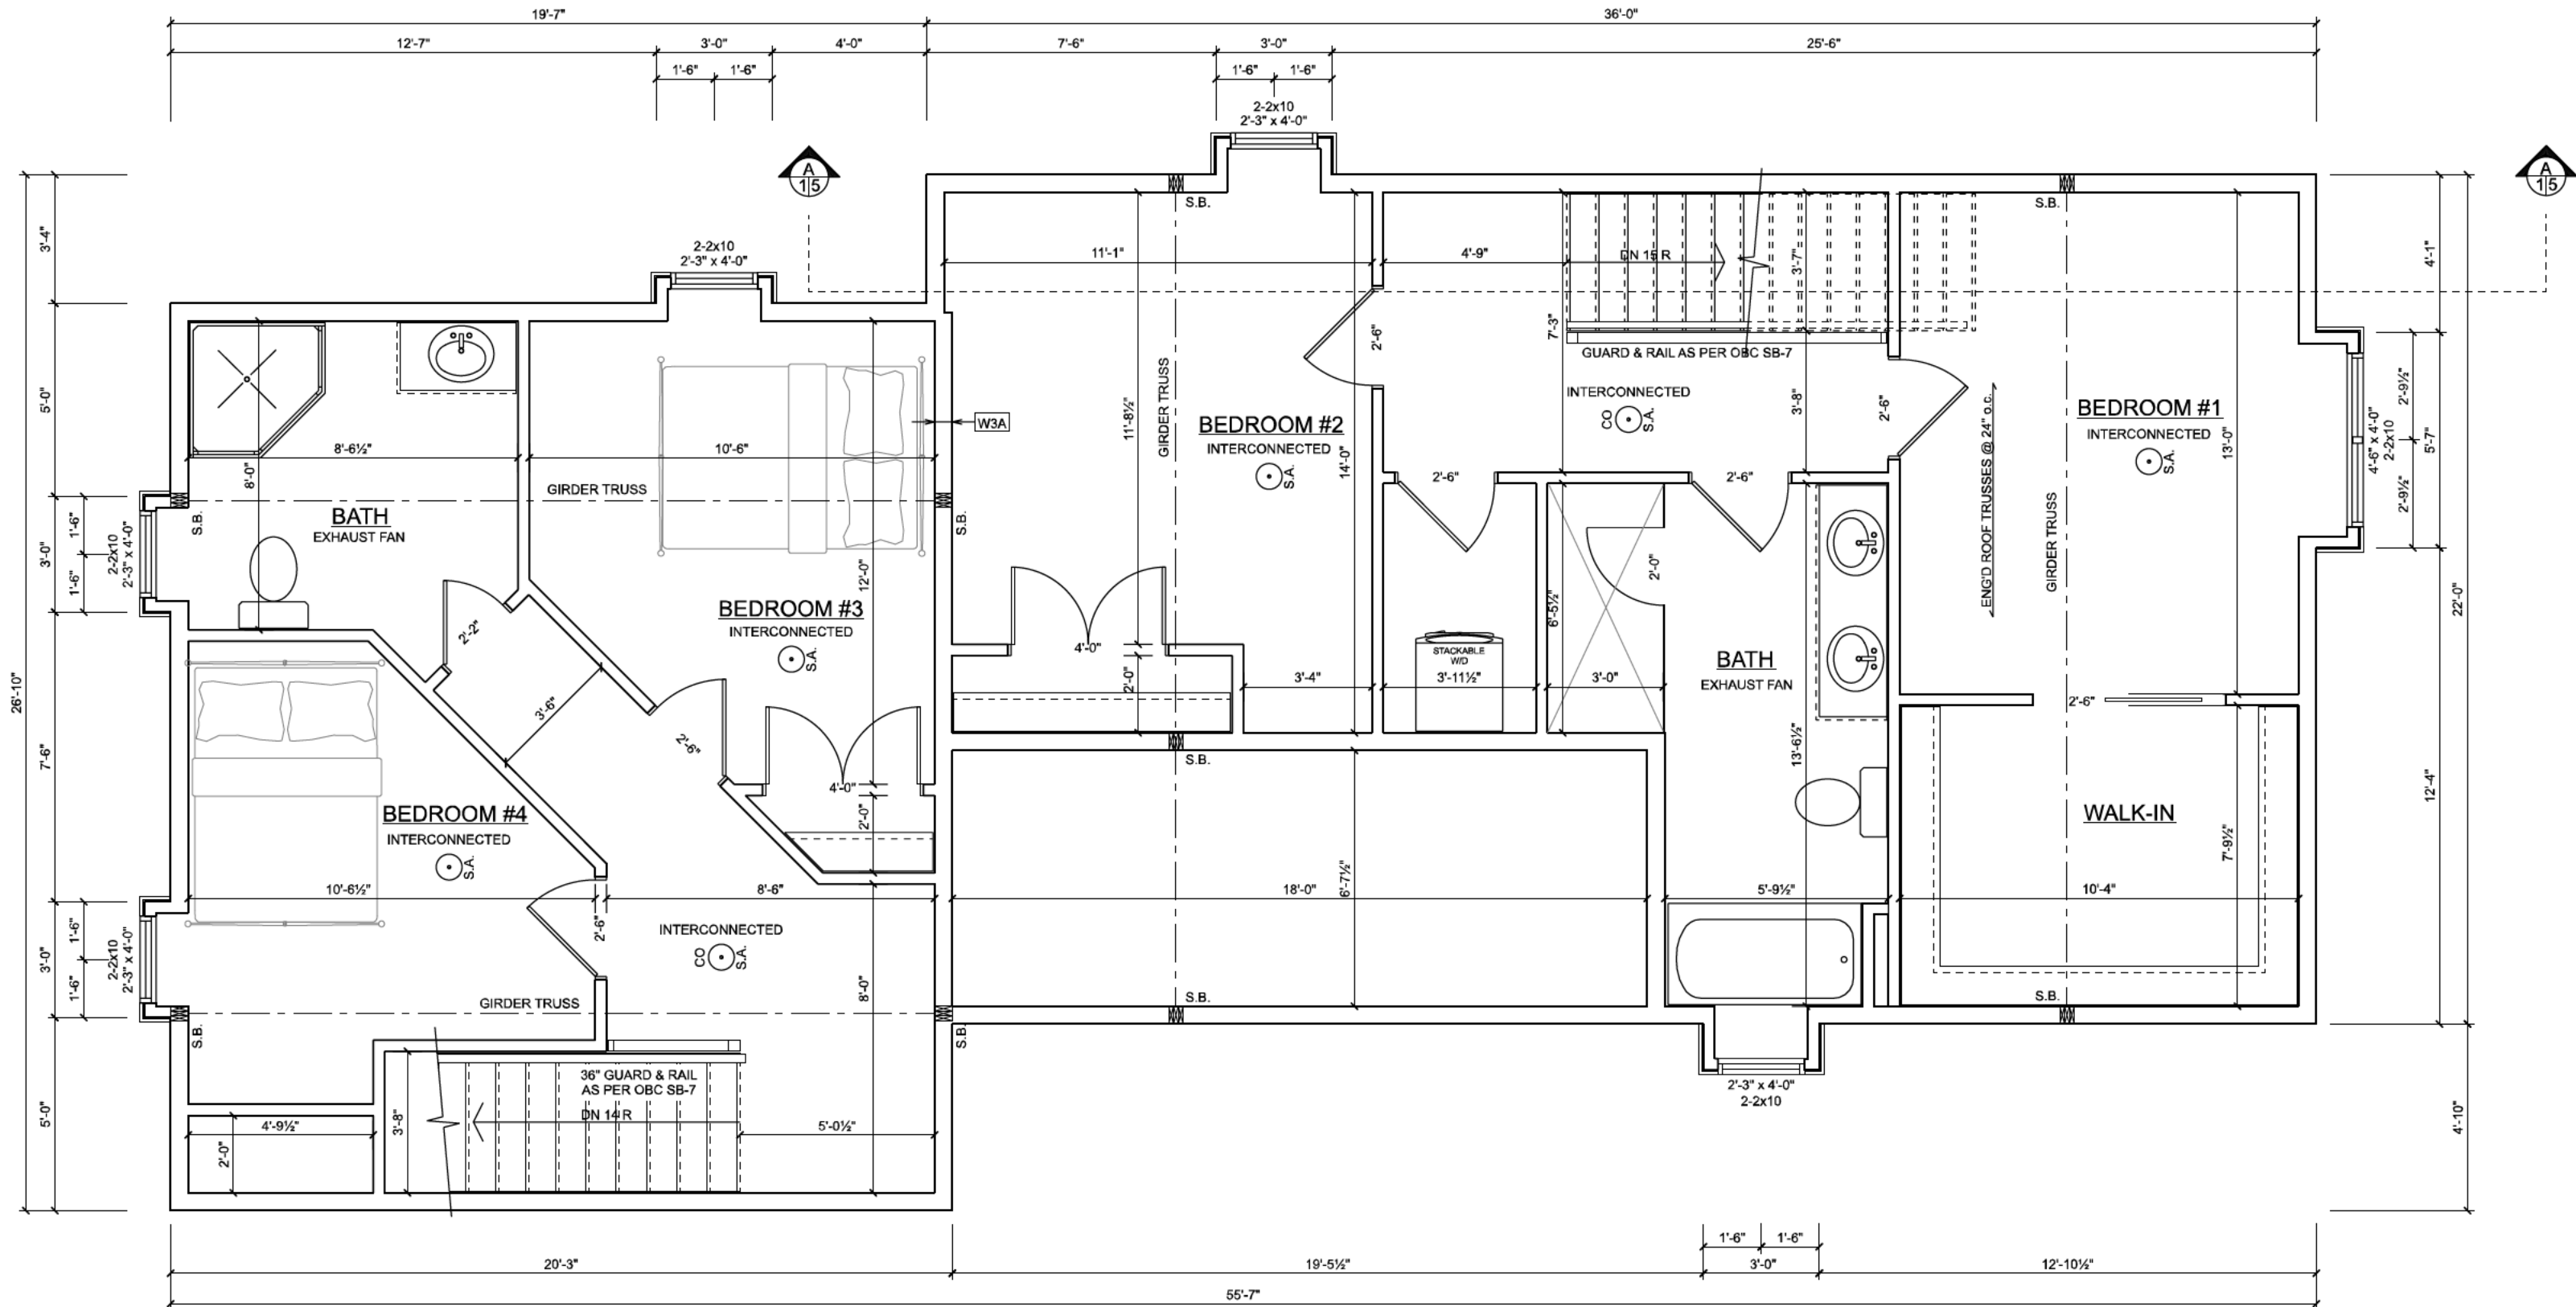 19'-7"
36'-0"
12'-7"
3'-0"
4'-0"
7'-6"
3'-0"
25'-6"
1'-6"
1'-6"
1'-6"
1'-6"
2-2x10
2'-3" x 4'-0"
A
1|5
A
1|5
S.B.
S.B.
3'-4"
2-2x10
2'-3" x 4'-0"
11'-1"
4'-9"
DN 15 R
3'-7"
4'-1"
2'-6"
7'-3"
GUARD & RAIL AS PER OBC SB-7
GIRDER TRUSS
INTERCONNECTED
CO
S.A.
3'-8"
2'-6"
5'-0"
W3A
11'-8½"
BEDROOM #2
INTERCONNECTED
S.A.
14'-0"
ENG'D ROOF TRUSSES @ 24" o.c.
BEDROOM #1
INTERCONNECTED
S.A.
13'-0"
2'-9½"
4'-6" x 4'-0"
2-2x10
5'-7"
2'-9½"
8'-6½"
8'-0"
10'-6"
GIRDER TRUSS
2'-6"
2'-6"
BATH
EXHAUST FAN
S.B.
S.B.
GIRDER TRUSS
1'-6"
3'-0"
2-2x10
2'-3" x 4'-0"
1'-6"
12'-0"
BEDROOM #3
INTERCONNECTED
S.A.
2'-0"
6'-5½"
22'-0"
2'-2"
4'-0"
2'-0"
STACKABLE
W/D
BATH
EXHAUST FAN
3'-4"
3'-11½"
3'-0"
26'-10"
3'-6"
2'-6"
2'-6"
7'-6"
13'-6½"
S.B.
4'-0"
2'-0"
BEDROOM #4
INTERCONNECTED
S.A.
WALK-IN
7'-9½"
12'-4"
10'-6½"
8'-6"
18'-0"
6'-7½"
5'-9½"
10'-4"
1'-6"
3'-0"
2-2x10
2'-3" x 4'-0"
1'-6"
2'-6"
INTERCONNECTED
CO
S.A.
8'-0"
GIRDER TRUSS
S.B.
S.B.
S.B.
S.B.
36" GUARD & RAIL
AS PER OBC SB-7
DN 14 R
2'-3" x 4'-0"
2-2x10
5'-0"
4'-9½"
2'-0"
3'-8"
5'-0½"
4'-10"
1'-6"
1'-6"
20'-3"
19'-5½"
3'-0"
12'-10½"
55'-7"